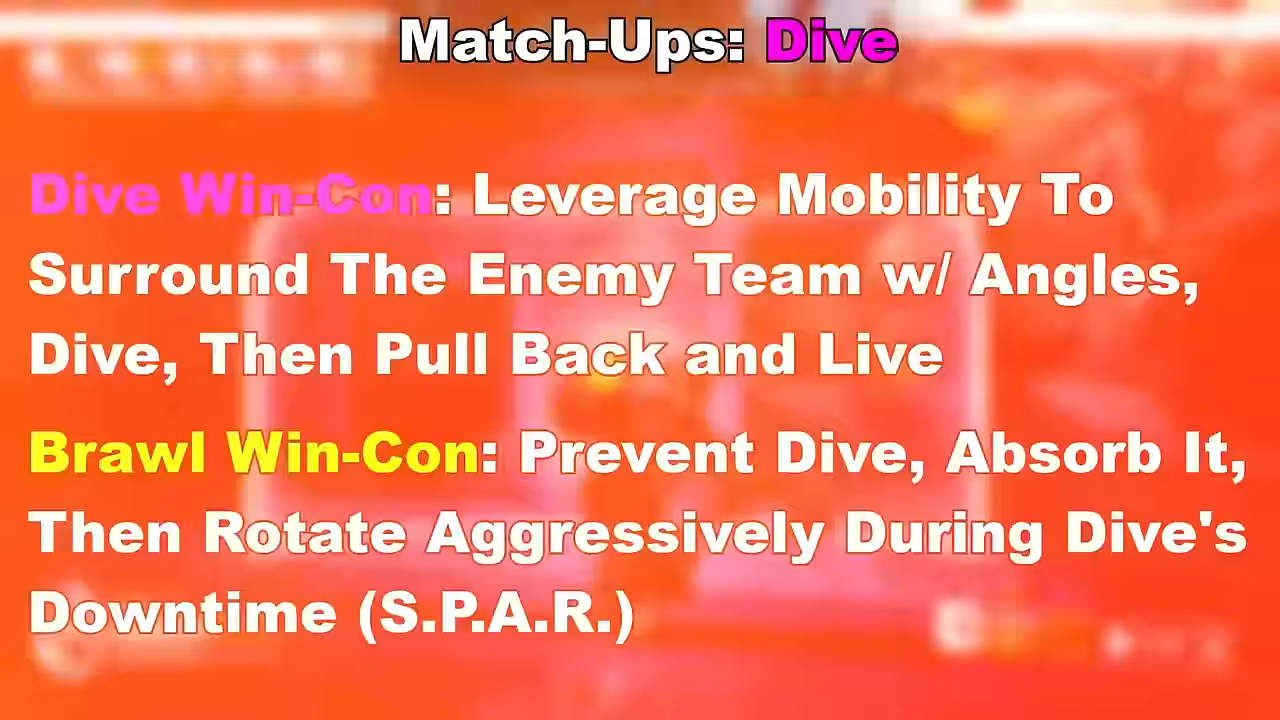 Match-Ups: Dive
Dive Win-Con: Leverage Mobility To
Surround The Enemy Team w/ Angles,
Dive, Then Pull Back and Live
Brawl Win-Con: Prevent Dive, Absorb It,
Then Rotate Aggressively During Dive's
Downtime (S.P.A.R.)